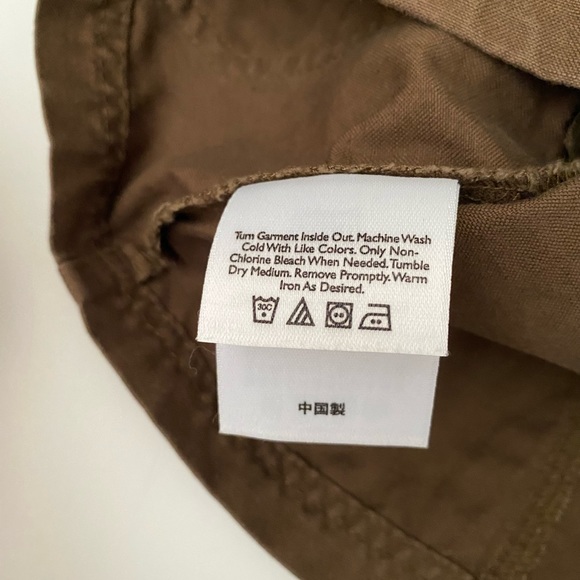 Turn Garment Inside Out. Machine Wash
Cold With Like Colors. Only Non-
Chlorine Bleach When Needed. Tumble
Dry Medium. Remove Promptly. Warm
Iron As Desired.
30C
中国製